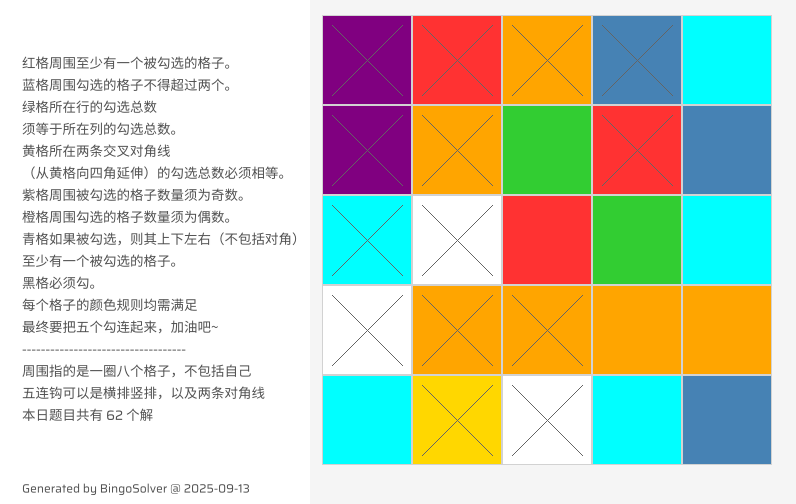 红格周围至少有一个被勾选的格子。
蓝格周围勾选的格子不得超过两个。
绿格所在行的勾选总数
须等于所在列的勾选总数。
黄格所在两条交叉对角线
（从黄格向四角延伸）的勾选总数必须相等。
紫格周围被勾选的格子数量须为奇数。
橙格周围勾选的格子数量须为偶数。
青格如果被勾选，则其上下左右（不包括对角）
至少有一个被勾选的格子。
黑格必须勾。
每个格子的颜色规则均需满足
最终要把五个勾连起来，加油吧~
-----------------------------------
周围指的是一圈八个格子，不包括自己
五连钩可以是横排竖排，以及两条对角线
本日题目共有 62 个解
Generated by BingoSolver @ 2025-09-13